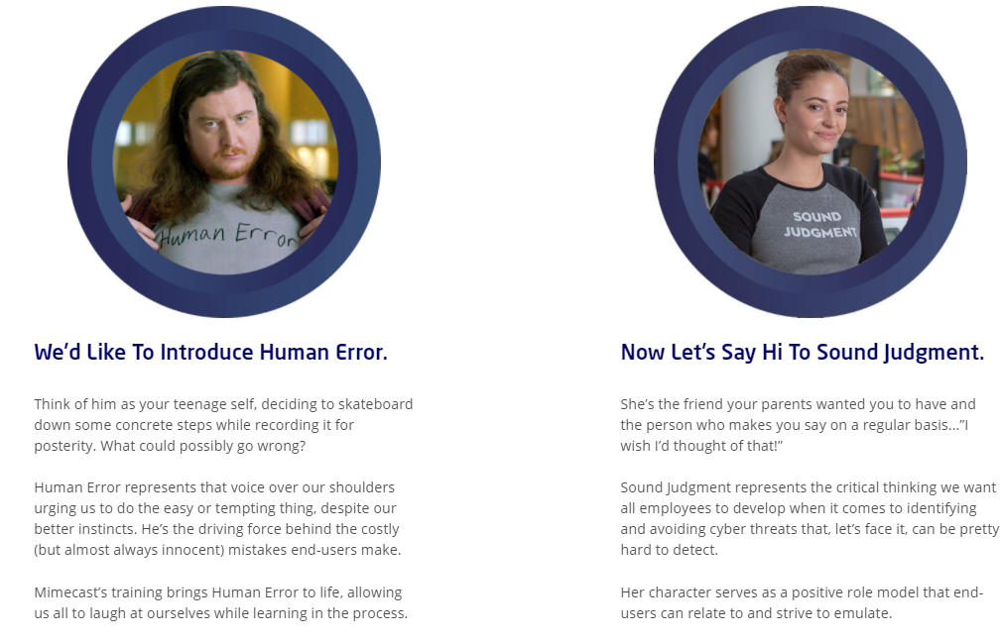 Human Error
SOUND
JUDGMENT
We’d Like To Introduce Human Error.
Think of him as your teenage self, deciding to skateboard
down some concrete steps while recording it for
posterity. What could possibly go wrong?
Human Error represents that voice over our shoulders
urging us to do the easy or tempting thing, despite our
better instincts. He’s the driving force behind the costly
(but almost always innocent) mistakes end-users make.
Mimecast’s training brings Human Error to life, allowing
us all to laugh at ourselves while learning in the process.
Now Let’s Say Hi To Sound Judgment.
She’s the friend your parents wanted you to have and
the person who makes you say on a regular basis…”I
wish I’d thought of that!”
Sound Judgment represents the critical thinking we want
all employees to develop when it comes to identifying
and avoiding cyber threats that, let’s face it, can be pretty
hard to detect.
Her character serves as a positive role model that end-
users can relate to and strive to emulate.